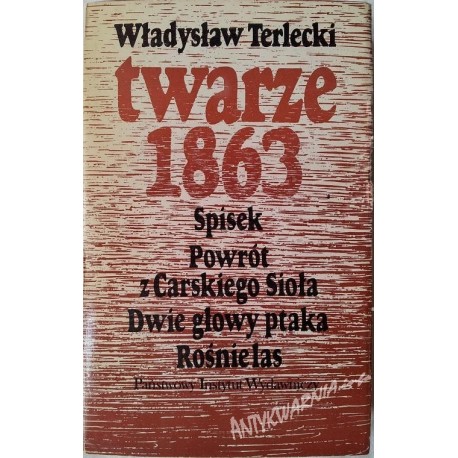 Władysław Terlecki
twarze
1863
Spisek
Powrót
z Carskiego Sioła
Dwie głowy ptaka
Rośnie las
Państwowy Instytut Wydawniczy